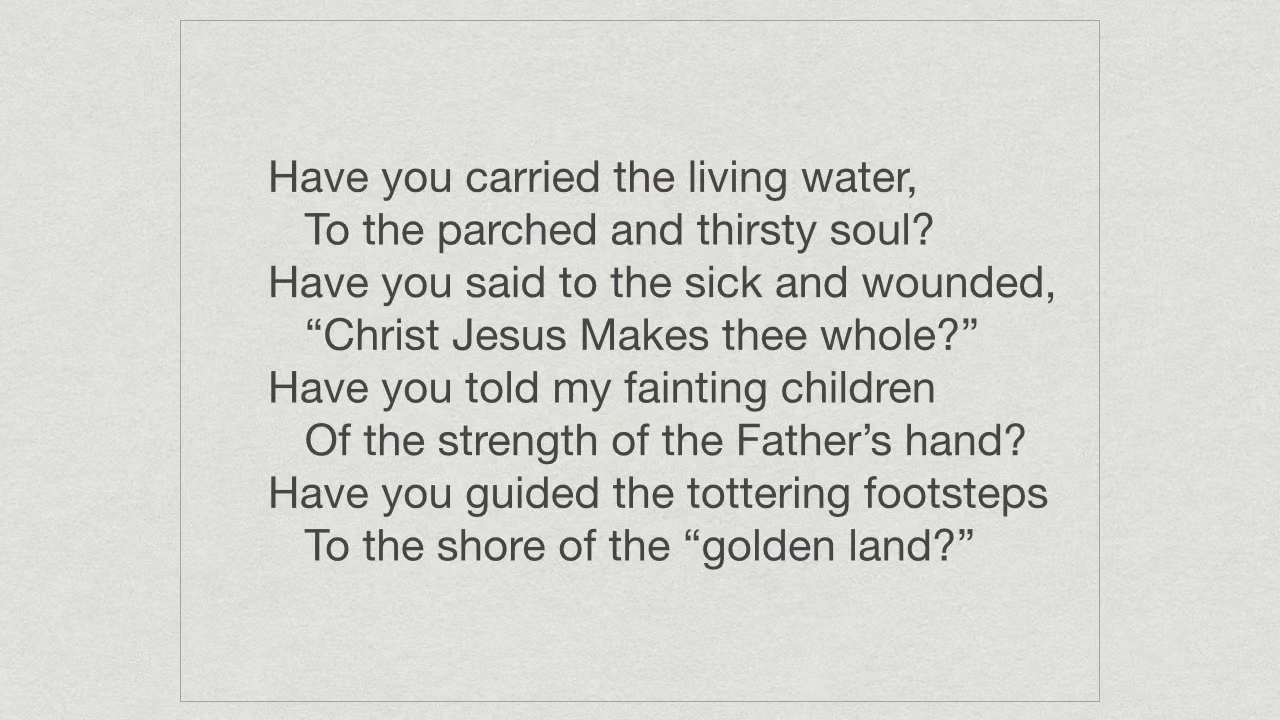 Have you carried the living water,
To the parched and thirsty soul?
Have you said to the sick and wounded,
“Christ Jesus Makes thee whole?”
Have you told my fainting children
Of the strength of the Father’s hand?
Have you guided the tottering footsteps
To the shore of the “golden land?”